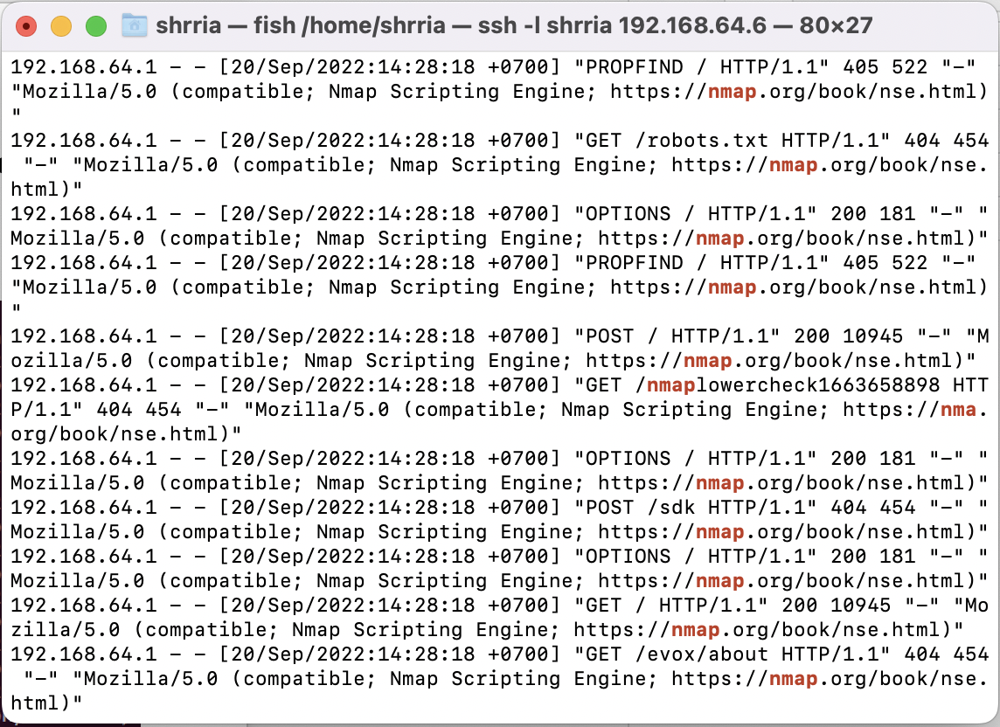 shrria — fish /home/shrria — ssh -l shrria 192.168.64.6 — 80×27
192.168.64.1 - - [20/Sep/2022:14:28:18 +0700] "PROPFIND / HTTP/1.1" 405 522 "-"
"Mozilla/5.0 (compatible; Nmap Scripting Engine; https://nmap.org/book/nse.html)
"
192.168.64.1 - - [20/Sep/2022:14:28:18 +0700] "GET /robots.txt HTTP/1.1" 404 454
 "-" "Mozilla/5.0 (compatible; Nmap Scripting Engine; https://nmap.org/book/nse.
html)"
192.168.64.1 - - [20/Sep/2022:14:28:18 +0700] "OPTIONS / HTTP/1.1" 200 181 "-" "
Mozilla/5.0 (compatible; Nmap Scripting Engine; https://nmap.org/book/nse.html)"
192.168.64.1 - - [20/Sep/2022:14:28:18 +0700] "PROPFIND / HTTP/1.1" 405 522 "-"
"Mozilla/5.0 (compatible; Nmap Scripting Engine; https://nmap.org/book/nse.html)
"
192.168.64.1 - - [20/Sep/2022:14:28:18 +0700] "POST / HTTP/1.1" 200 10945 "-" "M
ozilla/5.0 (compatible; Nmap Scripting Engine; https://nmap.org/book/nse.html)"
192.168.64.1 - - [20/Sep/2022:14:28:18 +0700] "GET /nmaplowercheck1663658898 HTT
P/1.1" 404 454 "-" "Mozilla/5.0 (compatible; Nmap Scripting Engine; https://nma.
org/book/nse.html)"
192.168.64.1 - - [20/Sep/2022:14:28:18 +0700] "OPTIONS / HTTP/1.1" 200 181 "-" "
Mozilla/5.0 (compatible; Nmap Scripting Engine; https://nmap.org/book/nse.html)"
192.168.64.1 - - [20/Sep/2022:14:28:18 +0700] "POST /sdk HTTP/1.1" 404 454 "-" "
Mozilla/5.0 (compatible; Nmap Scripting Engine; https://nmap.org/book/nse.html)"
192.168.64.1 - - [20/Sep/2022:14:28:18 +0700] "OPTIONS / HTTP/1.1" 200 181 "-" "
Mozilla/5.0 (compatible; Nmap Scripting Engine; https://nmap.org/book/nse.html)"
192.168.64.1 - - [20/Sep/2022:14:28:18 +0700] "GET / HTTP/1.1" 200 10945 "-" "Mo
zilla/5.0 (compatible; Nmap Scripting Engine; https://nmap.org/book/nse.html)"
192.168.64.1 - - [20/Sep/2022:14:28:18 +0700] "GET /evox/about HTTP/1.1" 404 454
 "-" "Mozilla/5.0 (compatible; Nmap Scripting Engine; https://nmap.org/book/nse.
html)"